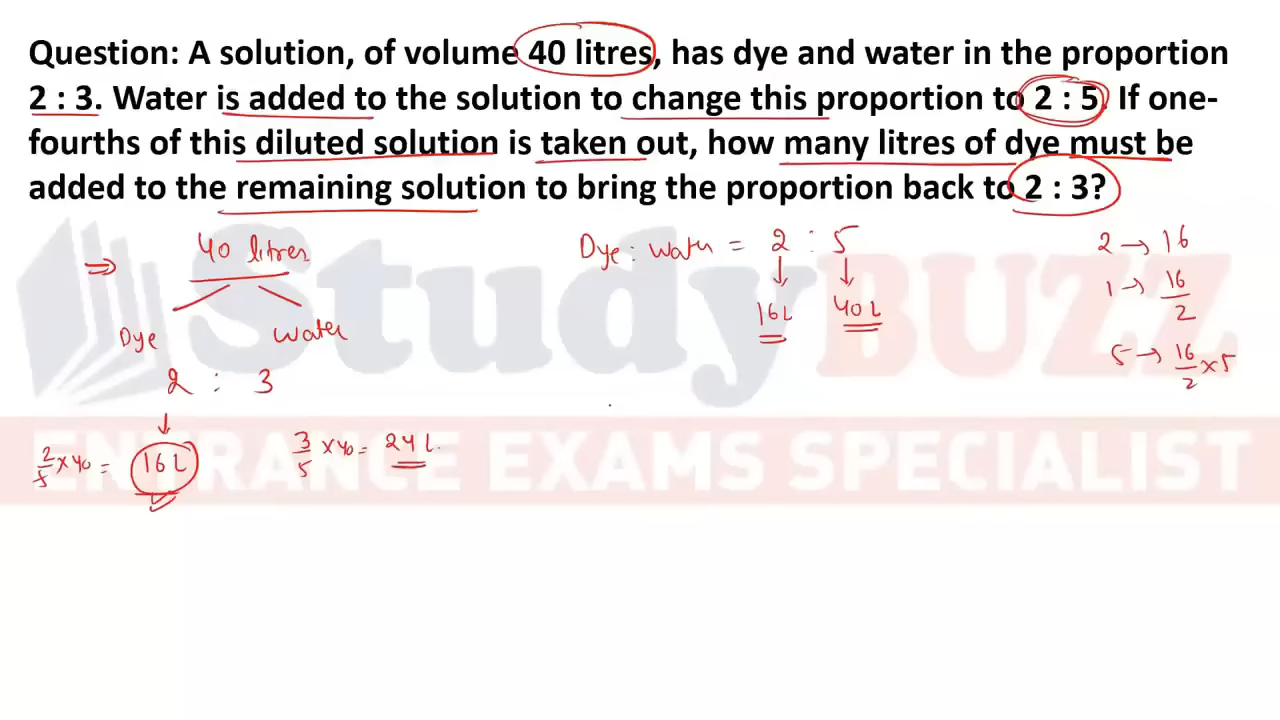 Question: A solution, of volume 40 litres, has dye and water in the proportion
2 : 3. Water is added to the solution to change this proportion to 2 : 5. If one-
fourths of this diluted solution is taken out, how many litres of dye must be
added to the remaining solution to bring the proportion back to 2 : 3?
⇒ 40 litres
Dye water
2 : 3
2/5 × 40 = 16 L
3/5 × 40 = 24 L.
Dye : water = 2 : 5
16L 40 L
2 → 16
1 → 16/2
5 → 16/2 × 5
StudyBUZZ
ENTRANCE EXAMS SPECIALIST